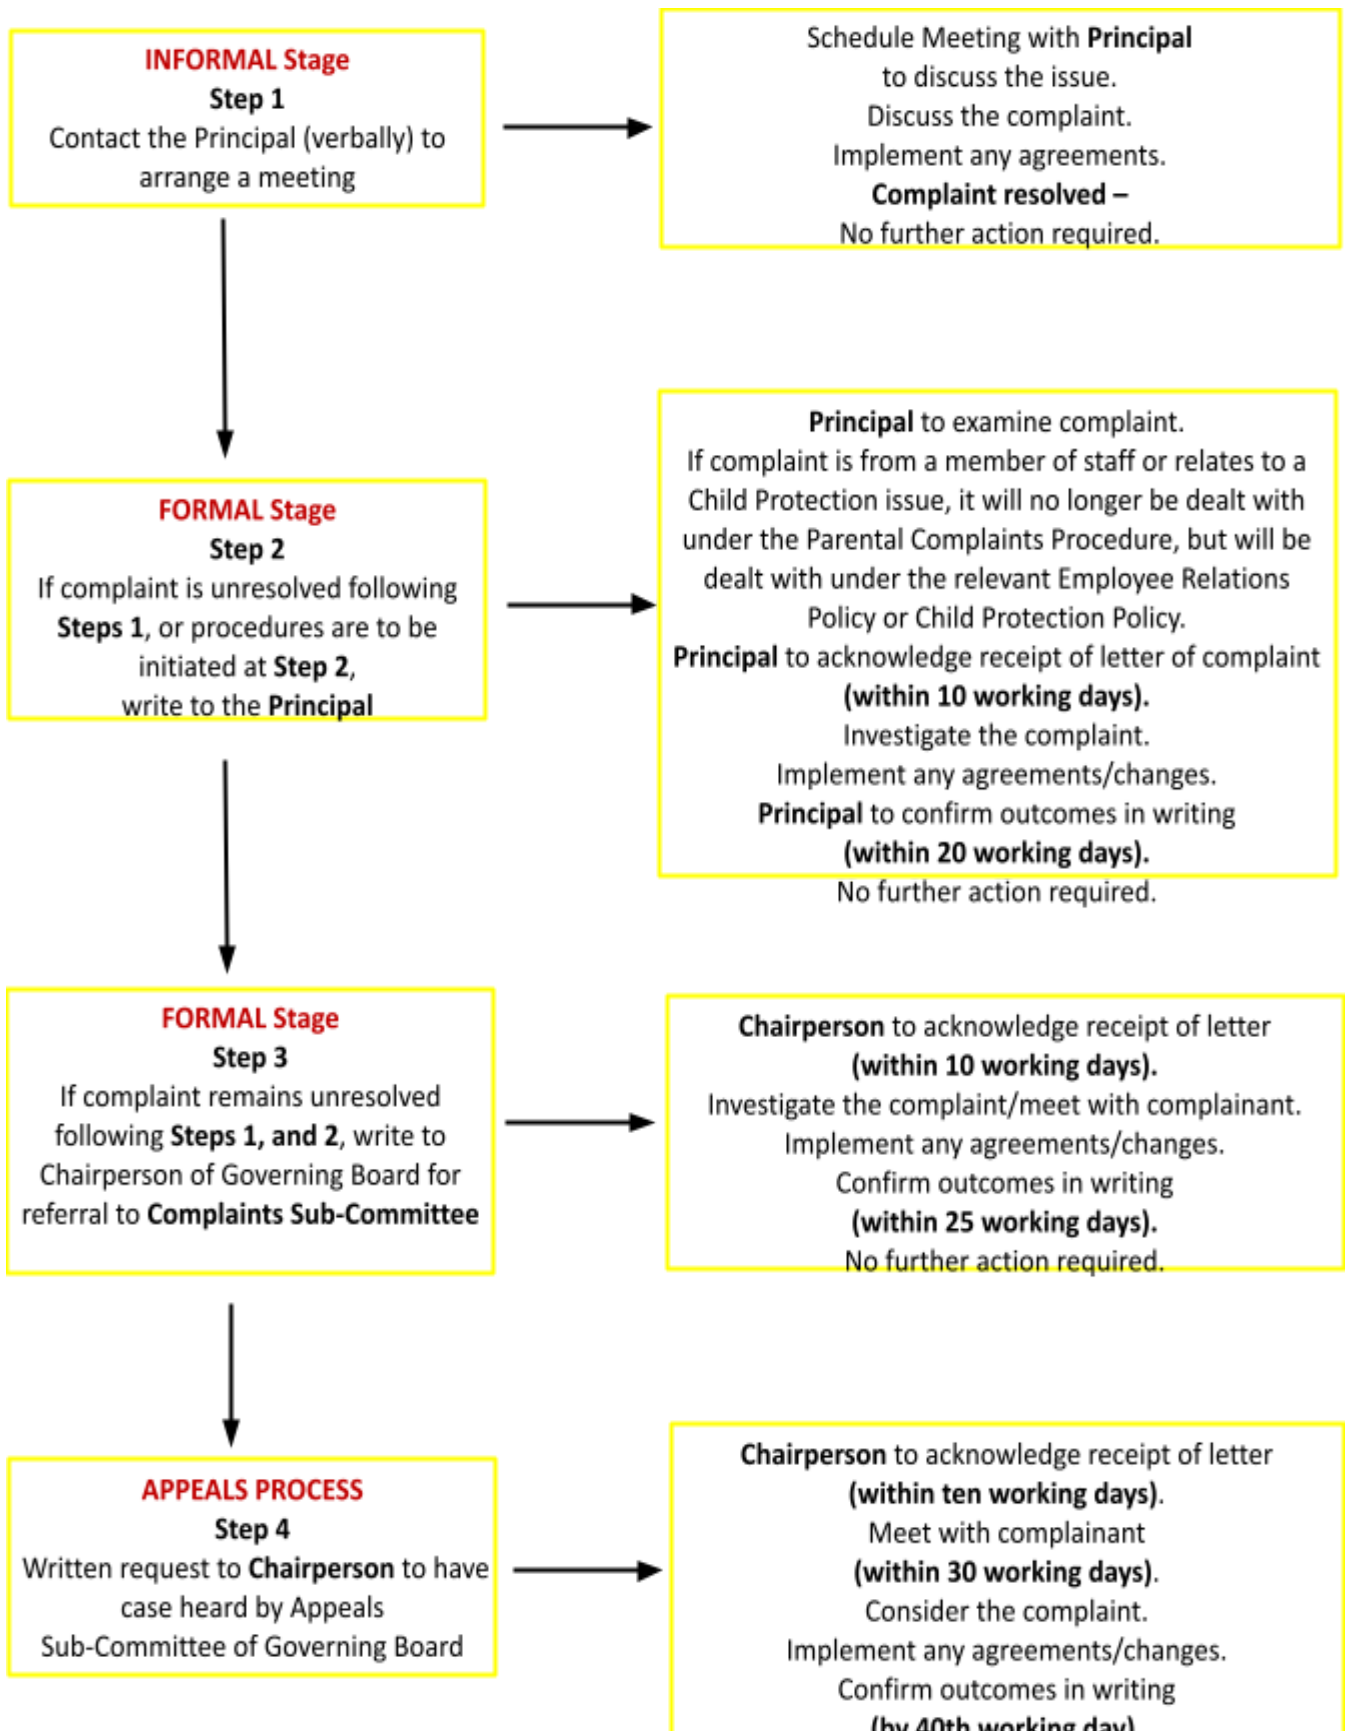 INFORMAL Stage
Step 1
Contact the Principal (verbally) to
arrange a meeting
Schedule Meeting with Principal
to discuss the issue.
Discuss the complaint.
Implement any agreements.
Complaint resolved –
No further action required.
FORMAL Stage
Step 2
If complaint is unresolved following
Steps 1, or procedures are to be
initiated at Step 2,
write to the Principal
Principal to examine complaint.
If complaint is from a member of staff or relates to a
Child Protection issue, it will no longer be dealt with
under the Parental Complaints Procedure, but will be
dealt with under the relevant Employee Relations
Policy or Child Protection Policy.
Principal to acknowledge receipt of letter of complaint
(within 10 working days).
Investigate the complaint.
Implement any agreements/changes.
Principal to confirm outcomes in writing
(within 20 working days).
No further action required.
FORMAL Stage
Step 3
If complaint remains unresolved
following Steps 1, and 2, write to
Chairperson of Governing Board for
referral to Complaints Sub-Committee
Chairperson to acknowledge receipt of letter
(within 10 working days).
Investigate the complaint/meet with complainant.
Implement any agreements/changes.
Confirm outcomes in writing
(within 25 working days).
No further action required.
APPEALS PROCESS
Step 4
Written request to Chairperson to have
case heard by Appeals
Sub-Committee of Governing Board
Chairperson to acknowledge receipt of letter
(within ten working days).
Meet with complainant
(within 30 working days).
Consider the complaint.
Implement any agreements/changes.
Confirm outcomes in writing
(by 40th working day)